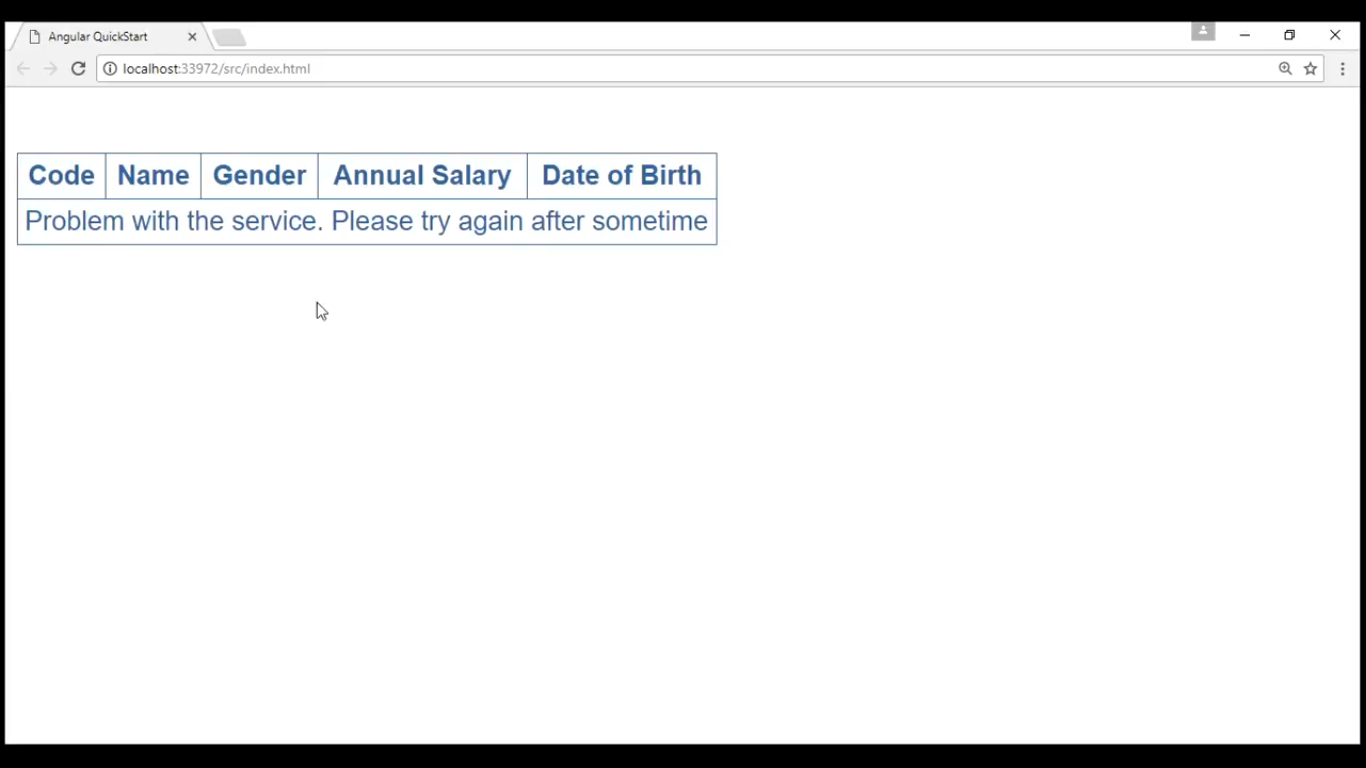 Angular QuickStart
localhost:33972/src/index.html
Code Name Gender Annual Salary Date of Birth
Problem with the service. Please try again after sometime